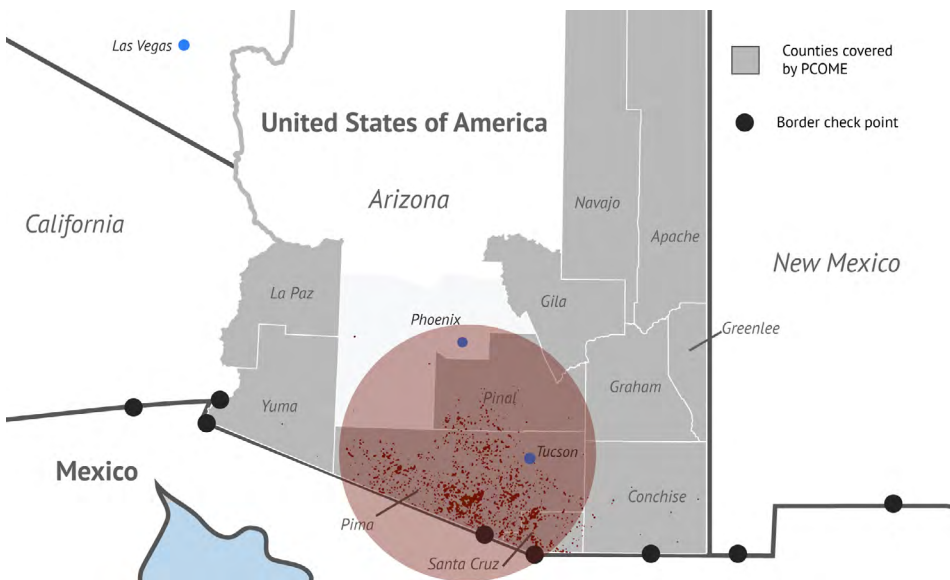 Las Vegas
Counties covered
by PCOME
United States of America
Border check point
Arizona
Navajo
California
Apache
New Mexico
La Paz
Gila
Phoenix
Greenlee
Graham
Yuma
Pinal
Tucson
Mexico
Conchise
Pima
Santa Cruz